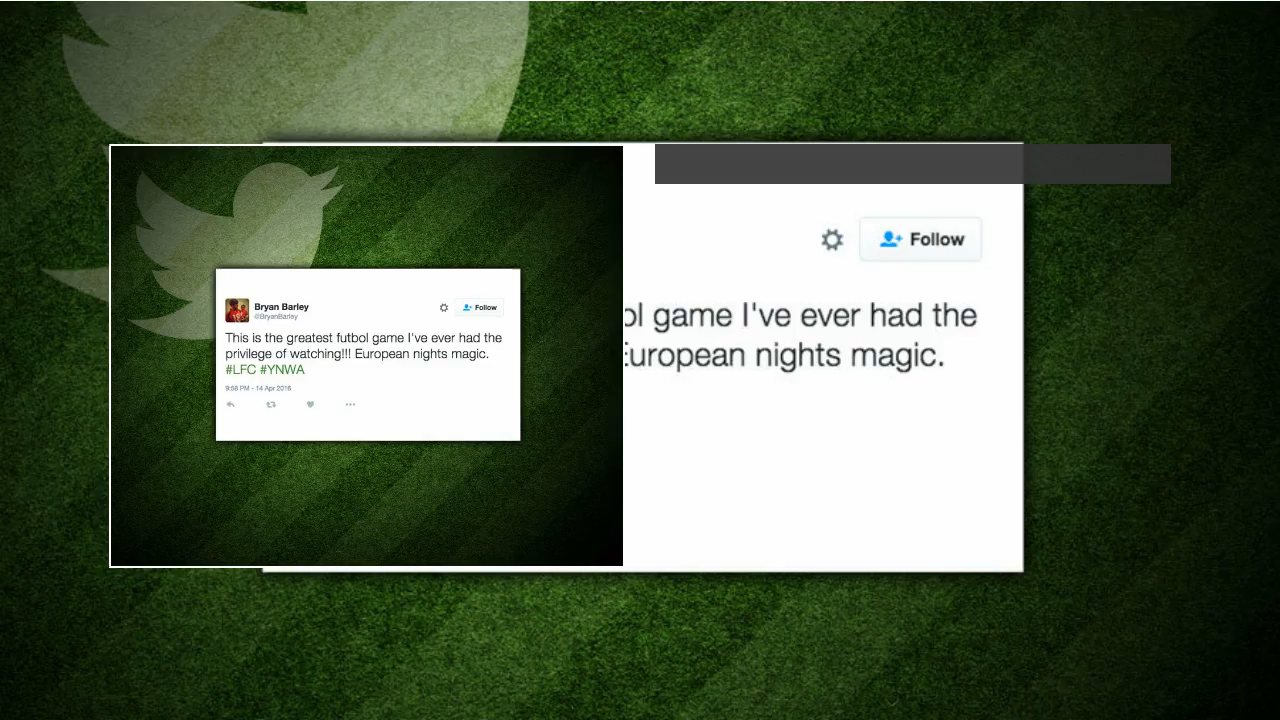 Bryan Barley
@BryanBarley
Follow
This is the greatest futbol game I've ever had the
privilege of watching!!! European nights magic.
#LFC #YNWA
9:58 PM - 14 Apr 2016
Follow
ol game I've ever had the
European nights magic.